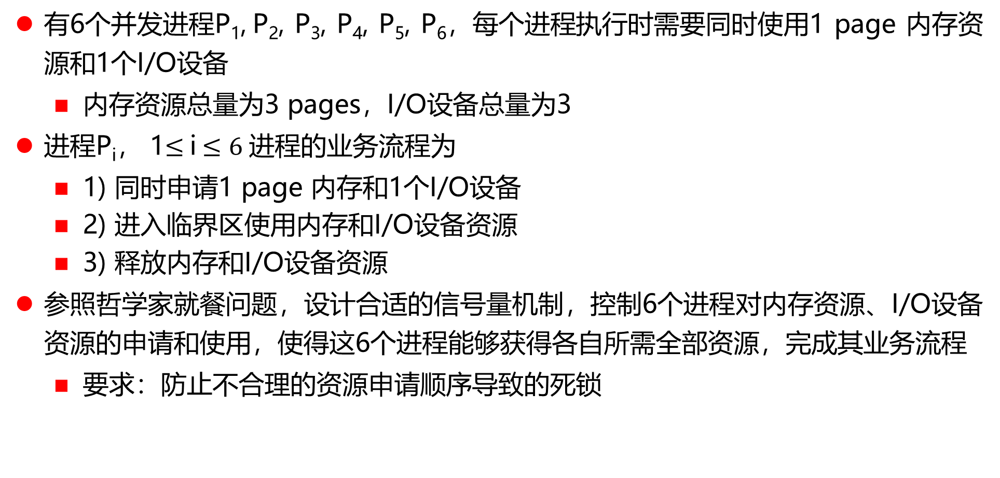 ● 有6个并发进程P₁, P₂, P₃, P₄, P₅, P₆，每个进程执行时需要同时使用1 page 内存资
源和1个I/O设备
■ 内存资源总量为3 pages，I/O设备总量为3
● 进程Pᵢ， 1≤ i ≤ 6 进程的业务流程为
■ 1) 同时申请1 page 内存和1个I/O设备
■ 2) 进入临界区使用内存和I/O设备资源
■ 3) 释放内存和I/O设备资源
● 参照哲学家就餐问题，设计合适的信号量机制，控制6个进程对内存资源、I/O设备
资源的申请和使用，使得这6个进程能够获得各自所需全部资源，完成其业务流程
■ 要求：防止不合理的资源申请顺序导致的死锁